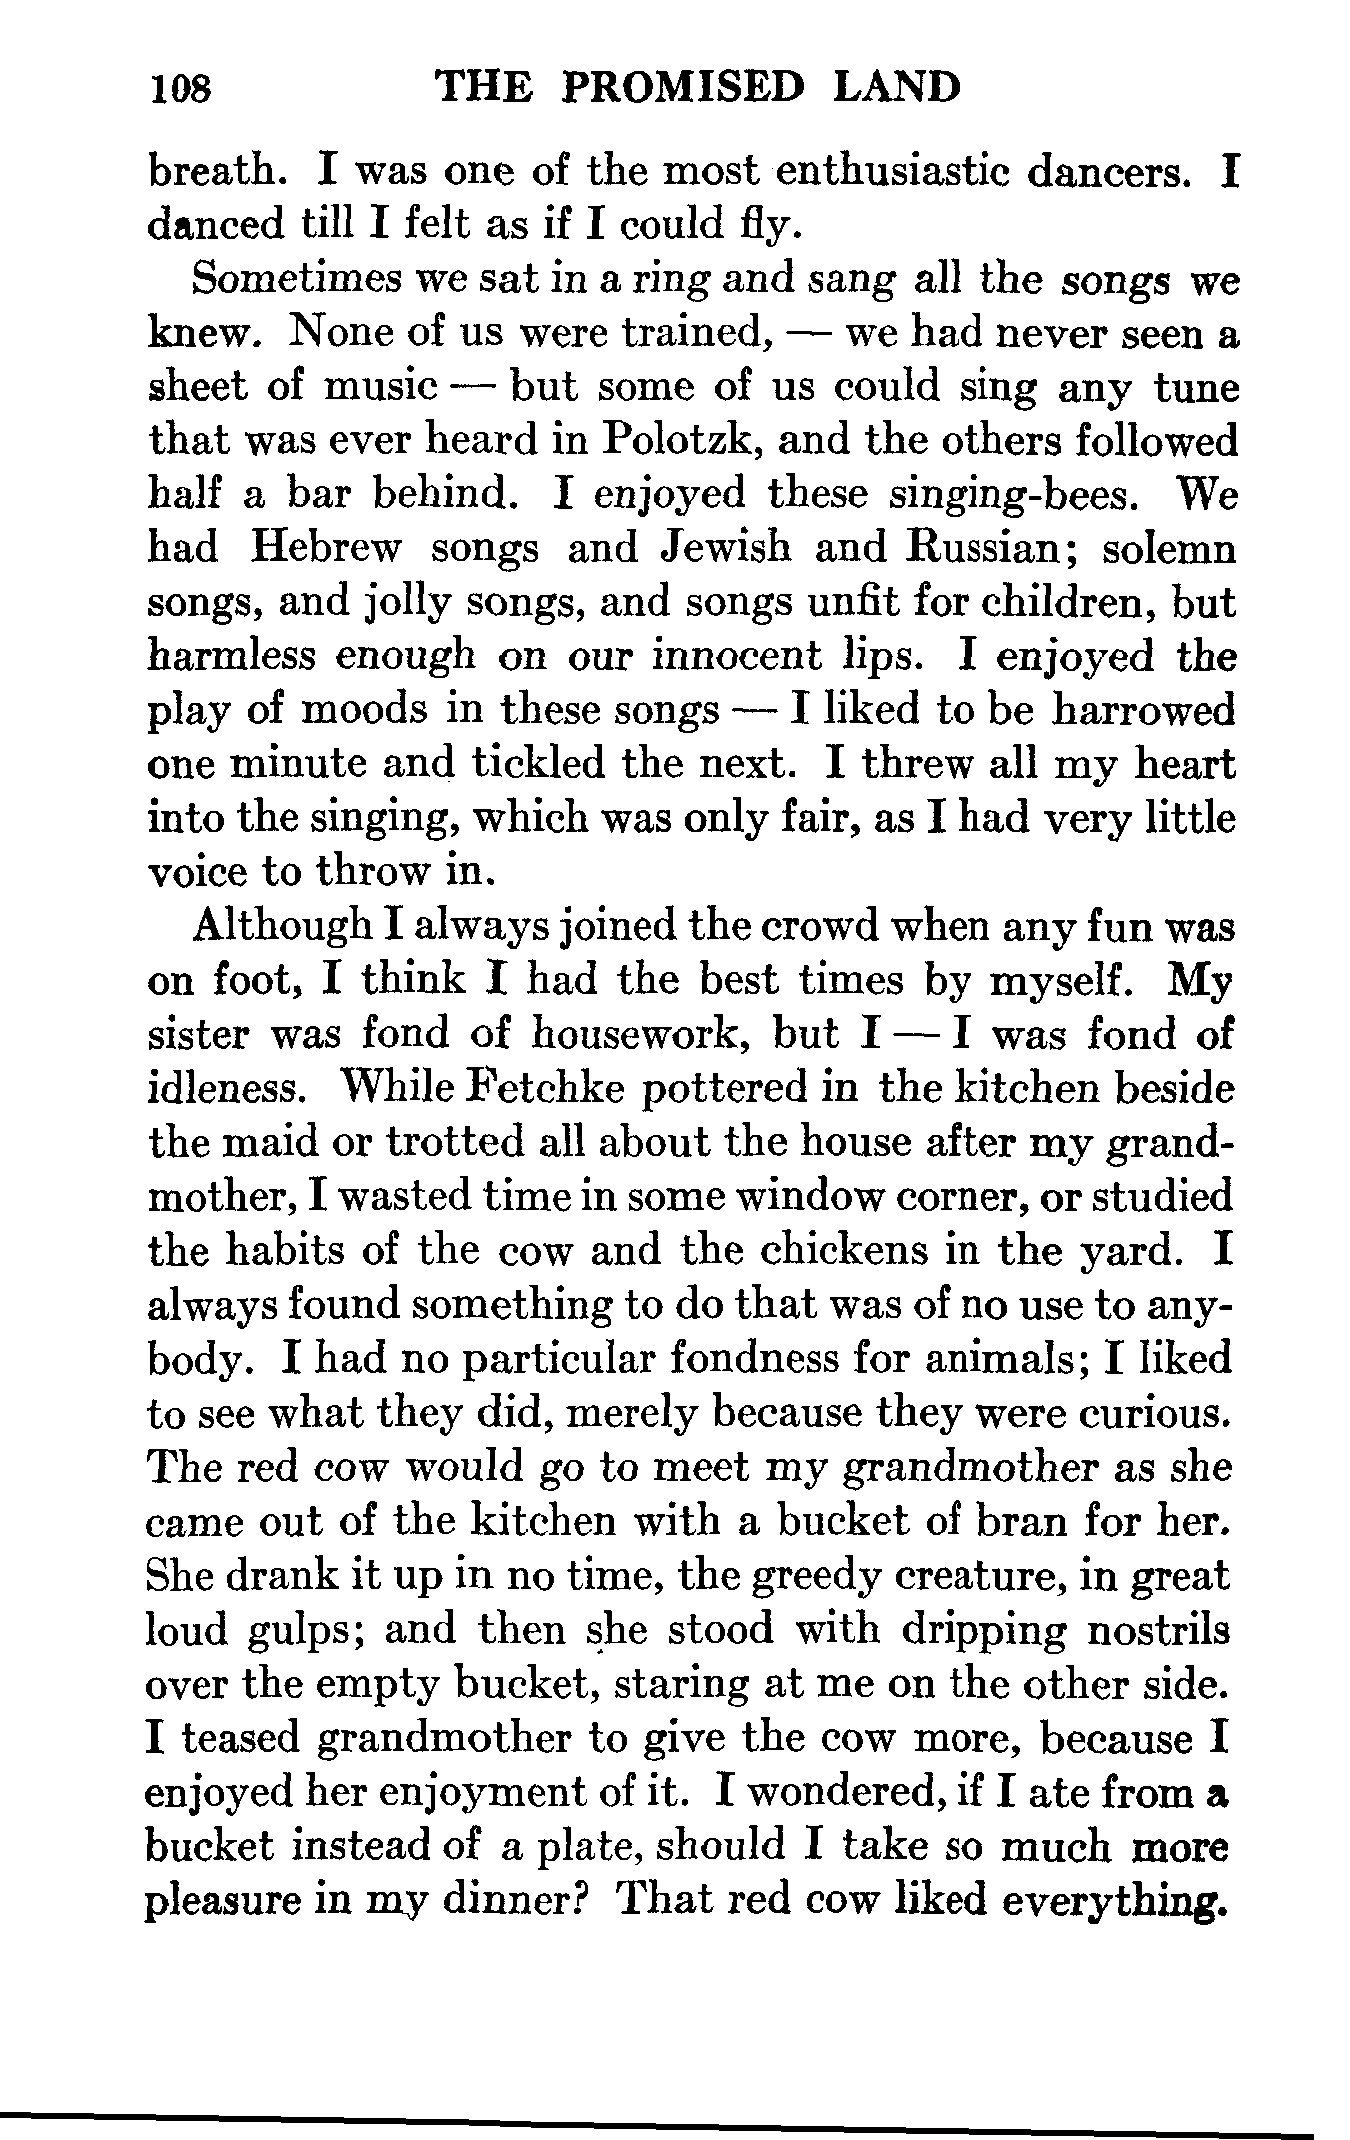 108 THE PROMISED LAND
breath. I was one of the most enthusiastic dancers. I
danced till I felt as if I could fly.
Sometimes we sat in a ring and sang all the songs we
knew. None of us were trained, — we had never seen a
sheet of music — but some of us could sing any tune
that was ever heard in Polotzk, and the others followed
half a bar behind. I enjoyed these singing-bees. We
had Hebrew songs and Jewish and Russian; solemn
songs, and jolly songs, and songs unfit for children, but
harmless enough on our innocent lips. I enjoyed the
play of moods in these songs — I liked to be harrowed
one minute and tickled the next. I threw all my heart
into the singing, which was only fair, as I had very little
voice to throw in.
Although I always joined the crowd when any fun was
on foot, I think I had the best times by myself. My
sister was fond of housework, but I — I was fond of
idleness. While Fetchke pottered in the kitchen beside
the maid or trotted all about the house after my grand-
mother, I wasted time in some window corner, or studied
the habits of the cow and the chickens in the yard. I
always found something to do that was of no use to any-
body. I had no particular fondness for animals; I liked
to see what they did, merely because they were curious.
The red cow would go to meet my grandmother as she
came out of the kitchen with a bucket of bran for her.
She drank it up in no time, the greedy creature, in great
loud gulps; and then she stood with dripping nostrils
over the empty bucket, staring at me on the other side.
I teased grandmother to give the cow more, because I
enjoyed her enjoyment of it. I wondered, if I ate from a
bucket instead of a plate, should I take so much more
pleasure in my dinner? That red cow liked everything.